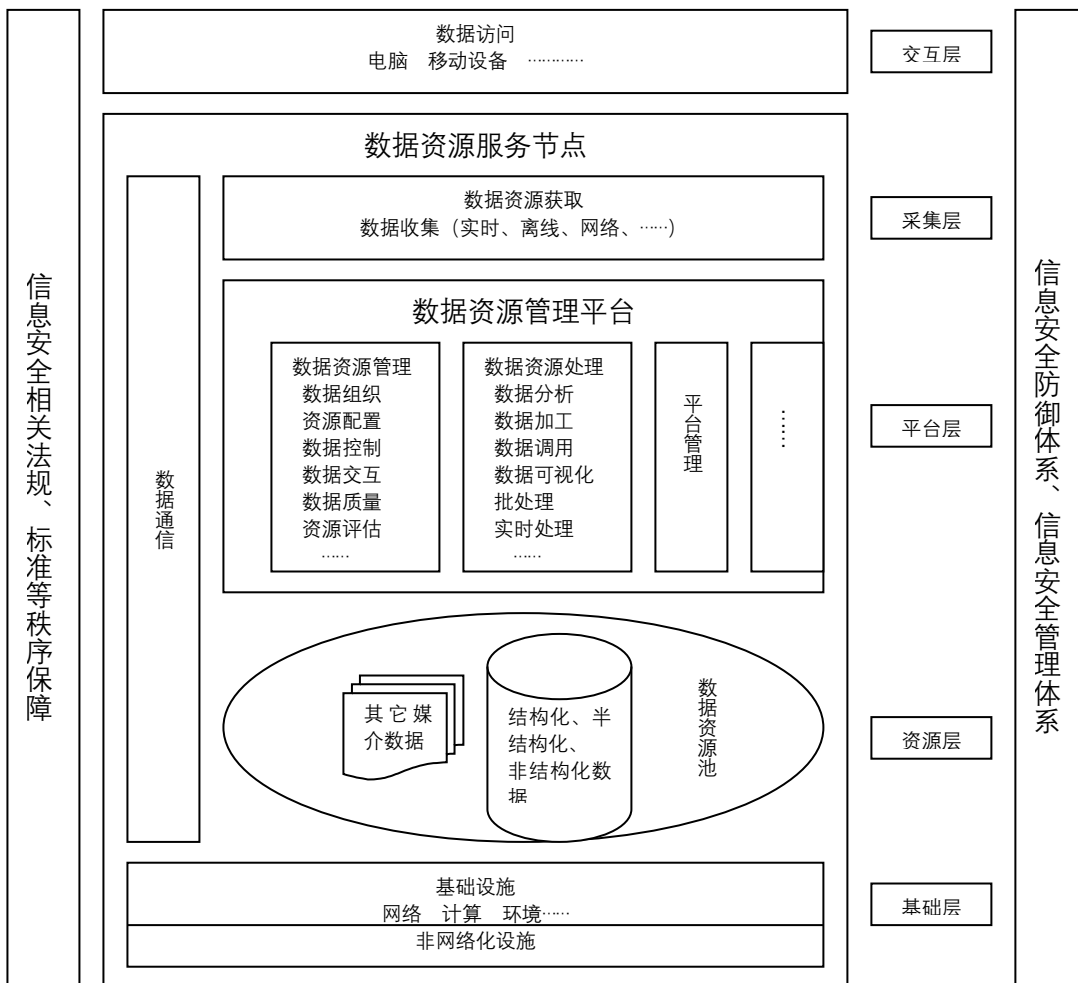 信息安全相关法规、标准等秩序保障
数据访问
电脑 移动设备 …………
交互层
数据资源服务节点
数据通信
数据资源获取
数据收集（实时、离线、网络、……）
采集层
数据资源管理平台
数据资源管理
数据组织
资源配置
数据控制
数据交互
数据质量
资源评估
……
数据资源处理
数据分析
数据加工
数据调用
数据可视化
批处理
实时处理
……
平台管理
……
平台层
其它媒
介数据
结构化、半
结构化、
非结构化数
据
数据资源池
资源层
基础设施
网络 计算 环境……
非网络化设施
基础层
信息安全防御体系、信息安全管理体系